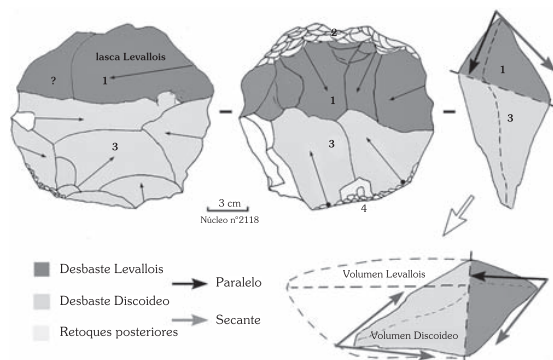 lasca Levallois
?
1
3
2
1
3
4
1
3
3 cm
Núcleo n°2118
Desbaste Levallois
Desbaste Discoideo
Retoques posteriores
Paralelo
Secante
Volumen Levallois
Volumen Discoideo